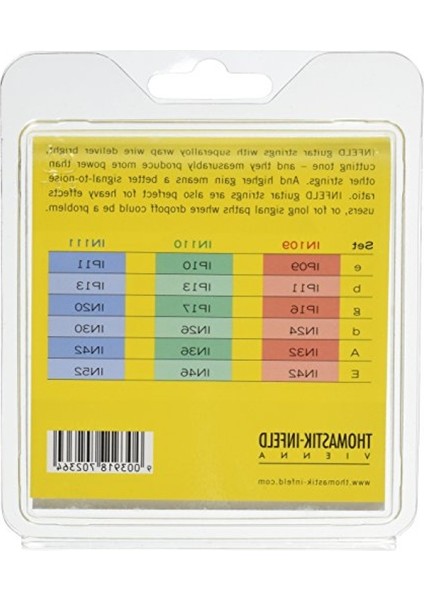 INFELD guitar strings with superalloy wrap wire deliver bright
cutting tone – and they measurably produce more power than
other strings. And higher gain means a better signal-to-noise
ratio. INFELD guitar strings are also perfect for heavy effects
users, or for long signal paths where dropoff could be a problem.
Set IN109 IN110 IN111
e IP09 IP10 IP11
b IP11 IP13 IP13
g IP16 IP17 IN20
d IN24 IN26 IN30
A IN32 IN36 IN42
E IN42 IN46 IN52
THOMASTIK-INFELD
VIENNA
www.thomastik-infeld.com
9 003918 702364